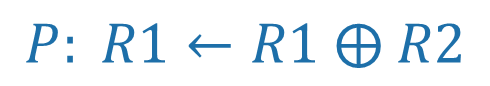 P: R1 ← R1 ⊕ R2